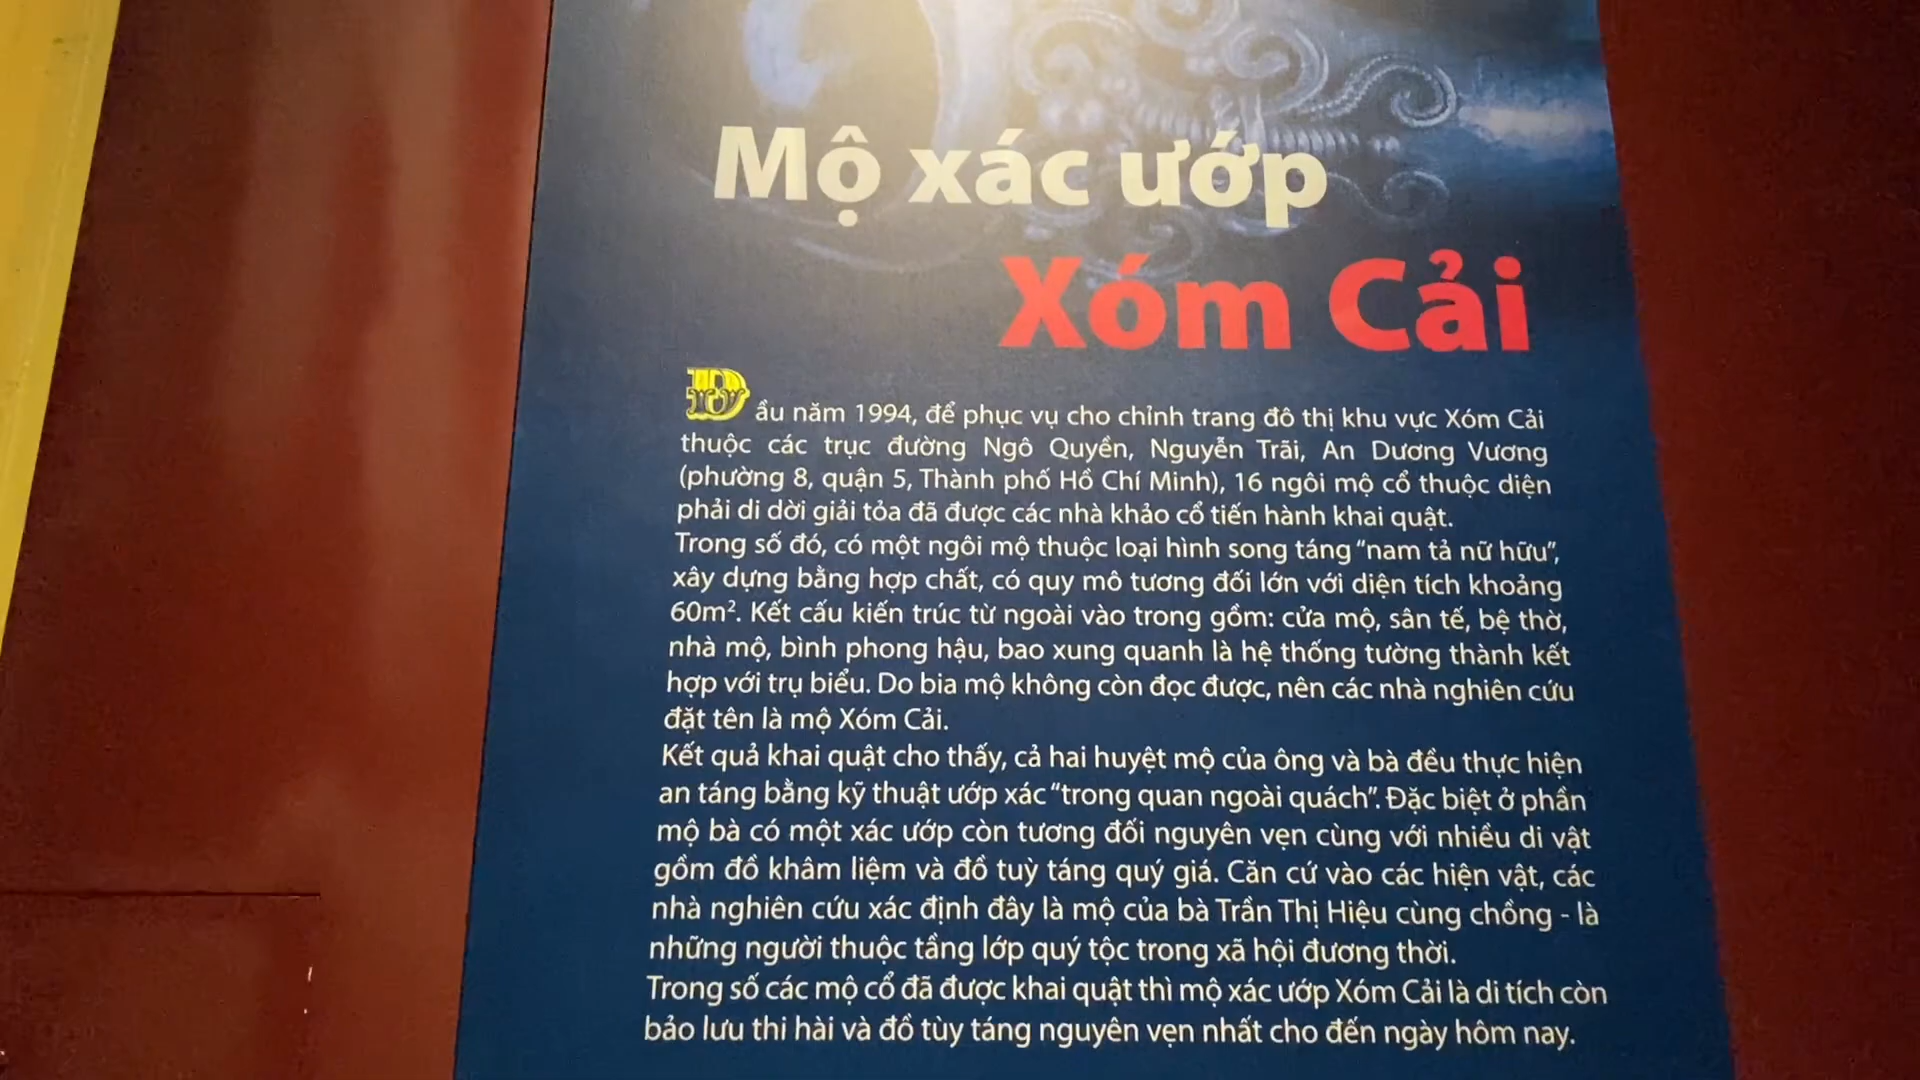 Mộ xác ướp
Xóm Cải
Đầu năm 1994, để phục vụ cho chỉnh trang đô thị khu vực Xóm Cải
thuộc các trục đường Ngô Quyền, Nguyễn Trãi, An Dương Vương
(phường 8, quận 5, Thành phố Hồ Chí Minh), 16 ngôi mộ cổ thuộc diện
phải di dời giải tỏa đã được các nhà khảo cổ tiến hành khai quật.
Trong số đó, có một ngôi mộ thuộc loại hình song táng “nam tả nữ hữu”,
xây dựng bằng hợp chất, có quy mô tương đối lớn với diện tích khoảng
60m². Kết cấu kiến trúc từ ngoài vào trong gồm: cửa mộ, sân tế, bệ thờ,
nhà mộ, bình phong hậu, bao xung quanh là hệ thống tường thành kết
hợp với trụ biểu. Do bia mộ không còn đọc được, nên các nhà nghiên cứu
đặt tên là mộ Xóm Cải.
Kết quả khai quật cho thấy, cả hai huyệt mộ của ông và bà đều thực hiện
an táng bằng kỹ thuật ướp xác “trong quan ngoài quách”. Đặc biệt ở phần
mộ bà có một xác ướp còn tương đối nguyên vẹn cùng với nhiều di vật
gồm đồ khâm liệm và đồ tuỳ táng quý giá. Căn cứ vào các hiện vật, các
nhà nghiên cứu xác định đây là mộ của bà Trần Thị Hiệu cùng chồng - là
những người thuộc tầng lớp quý tộc trong xã hội đương thời.
Trong số các mộ cổ đã được khai quật thì mộ xác ướp Xóm Cải là di tích còn
bảo lưu thi hài và đồ tùy táng nguyên vẹn nhất cho đến ngày hôm nay.